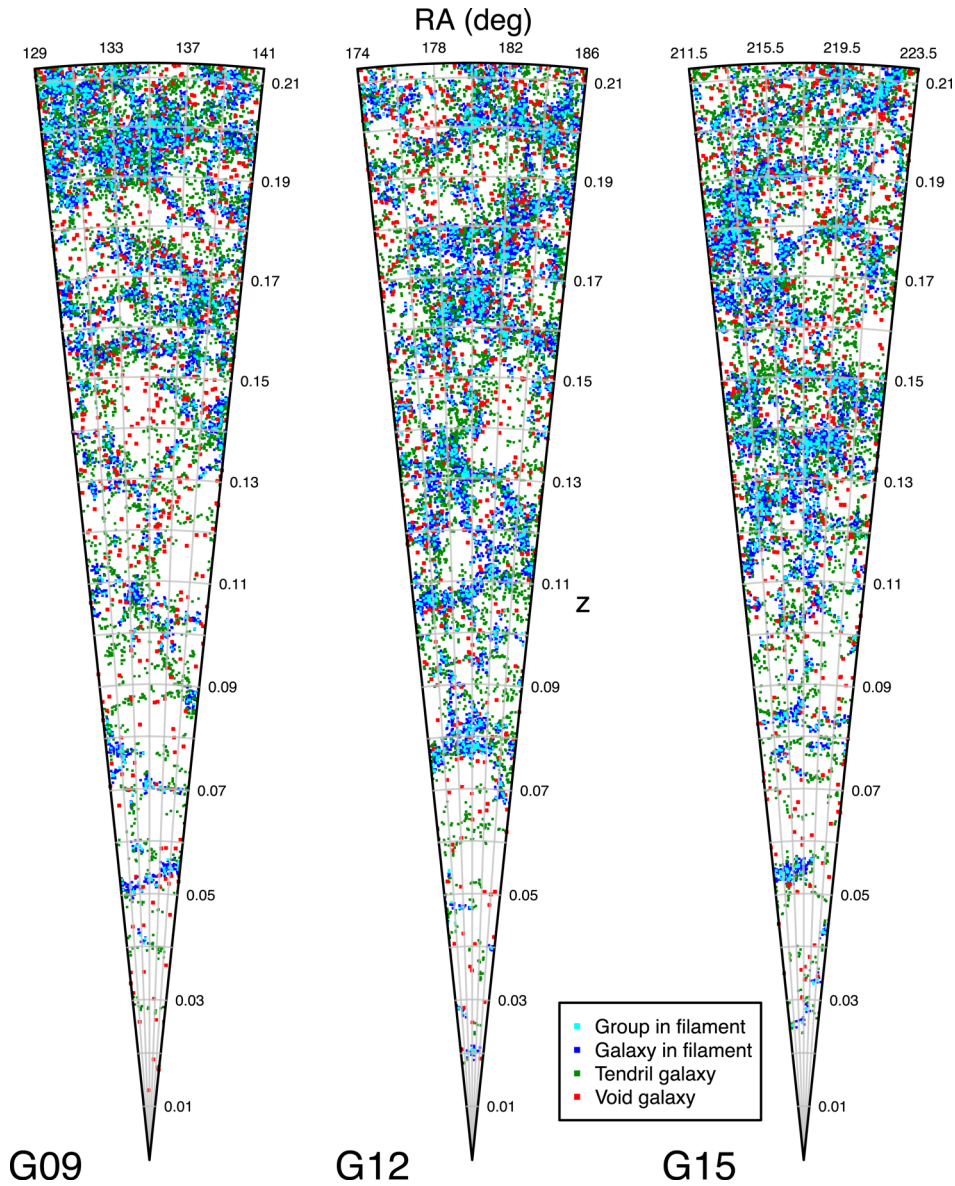 RA (deg)
129 133 137 141
174 178 182 186
211.5 215.5 219.5 223.5
0.21 0.21 0.21
0.19 0.19 0.19
0.17 0.17 0.17
0.15 0.15 0.15
0.13 0.13 0.13
0.11 0.11 0.11
z
0.09 0.09 0.09
0.07 0.07 0.07
0.05 0.05 0.05
0.03 0.03 0.03
Group in filament
Galaxy in filament
Tendril galaxy
Void galaxy
0.01 0.01 0.01
G09 G12 G15